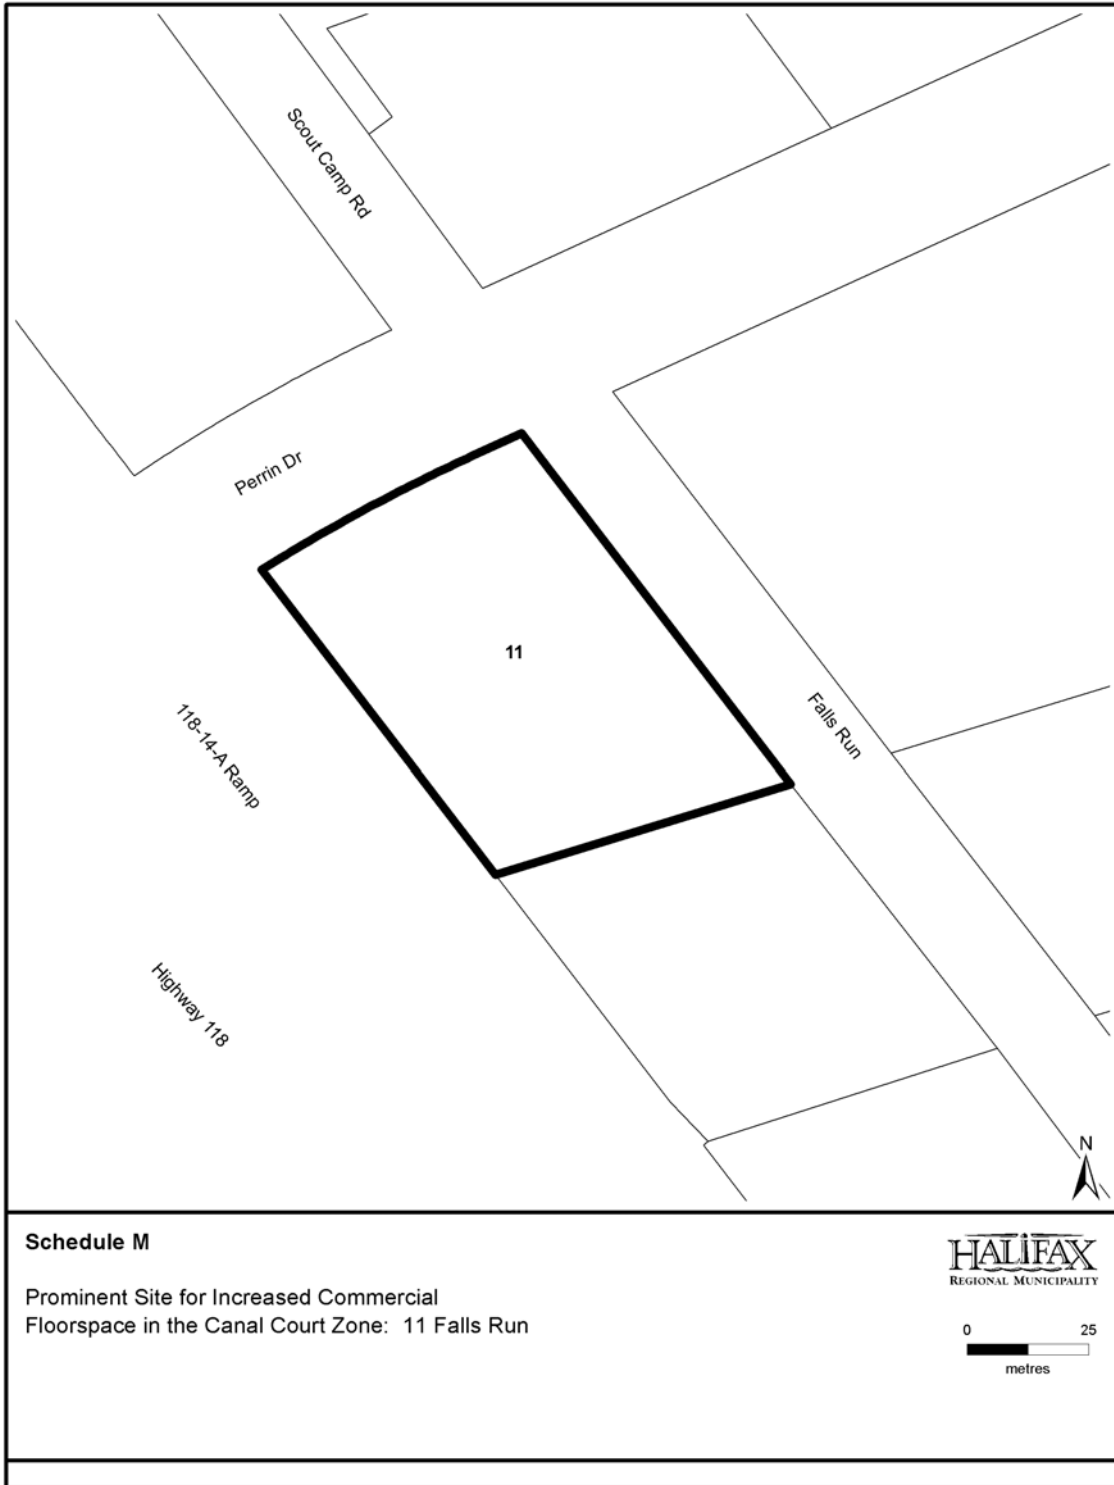 Scout Camp Rd
Perrin Dr
11
Falls Run
118-14-A Ramp
Highway 118
N
Schedule M
Prominent Site for Increased Commercial
Floorspace in the Canal Court Zone: 11 Falls Run
HALIFAX
REGIONAL MUNICIPALITY
0 25
metres